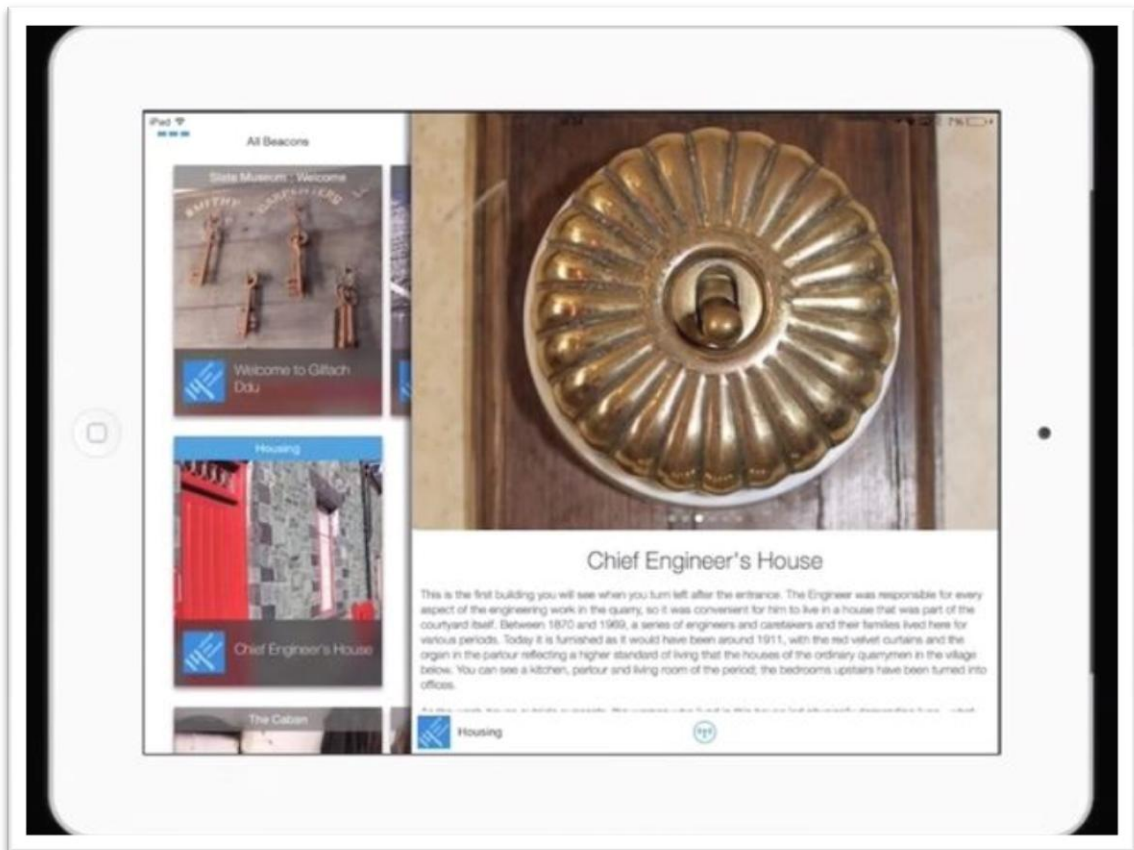 iPad
7%
All Beacons
Slate Museum : Welcome
SMITHY CARPENTERS
Welcome to Gilfach
Ddu
Housing
Chief Engineer's House
The Caban
Chief Engineer's House
This is the first building you will see when you turn left after the entrance. The Engineer was responsible for every
aspect of the engineering work in the quarry, so it was convenient for him to live in a house that was part of the
courtyard itself. Between 1870 and 1969, a series of engineers and caretakers and their families lived here for
various periods. Today it is furnished as it would have been around 1911, with the red velvet curtains and the
organ in the parlour reflecting a higher standard of living that the houses of the ordinary quarrymen in the village
below. You can see a kitchen, parlour and living room of the period; the bedrooms upstairs have been turned into
offices.
Housing